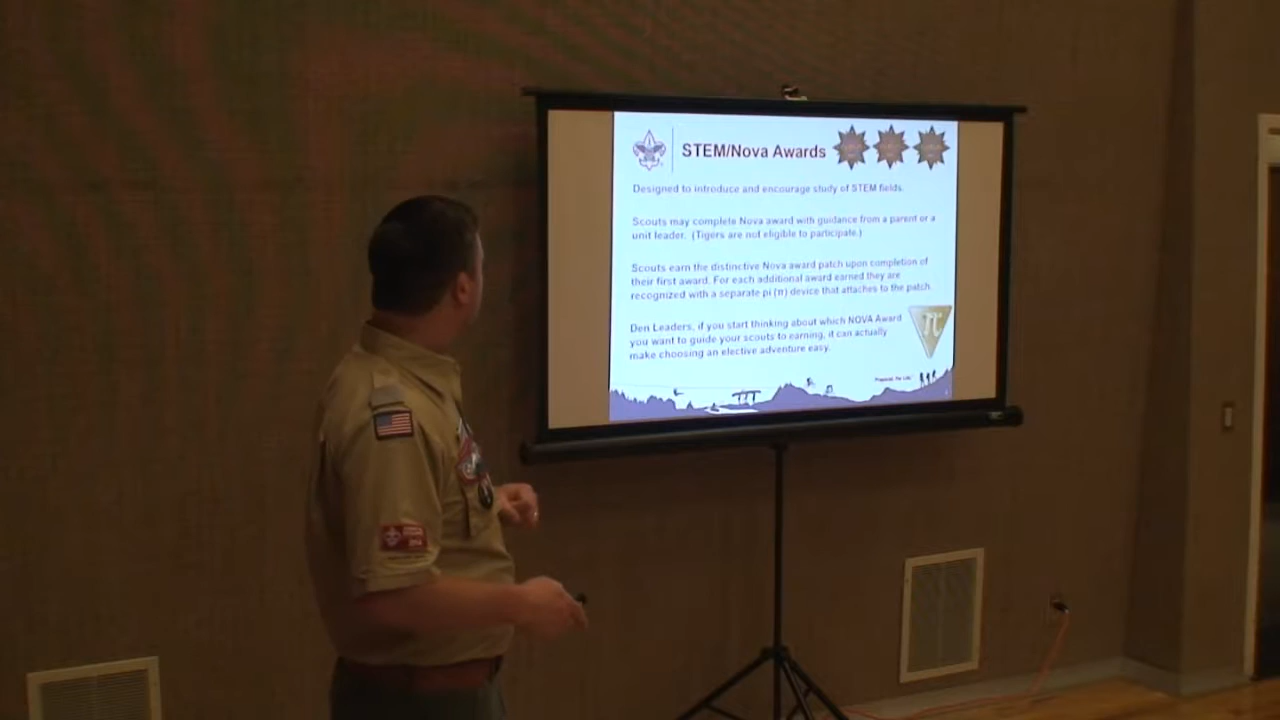 STEM/Nova Awards
Designed to introduce and encourage study of STEM fields.
Scouts may complete Nova award with guidance from a parent or a
unit leader. (Tigers are not eligible to participate.)
Scouts earn the distinctive Nova award patch upon completion of
their first award. For each additional award earned they are
recognized with a separate pi (π) device that attaches to the patch.
Den Leaders, if you start thinking about which NOVA Award
you want to guide your scouts to earning, it can actually
make choosing an elective adventure easy.
π
Prepared. For Life.™